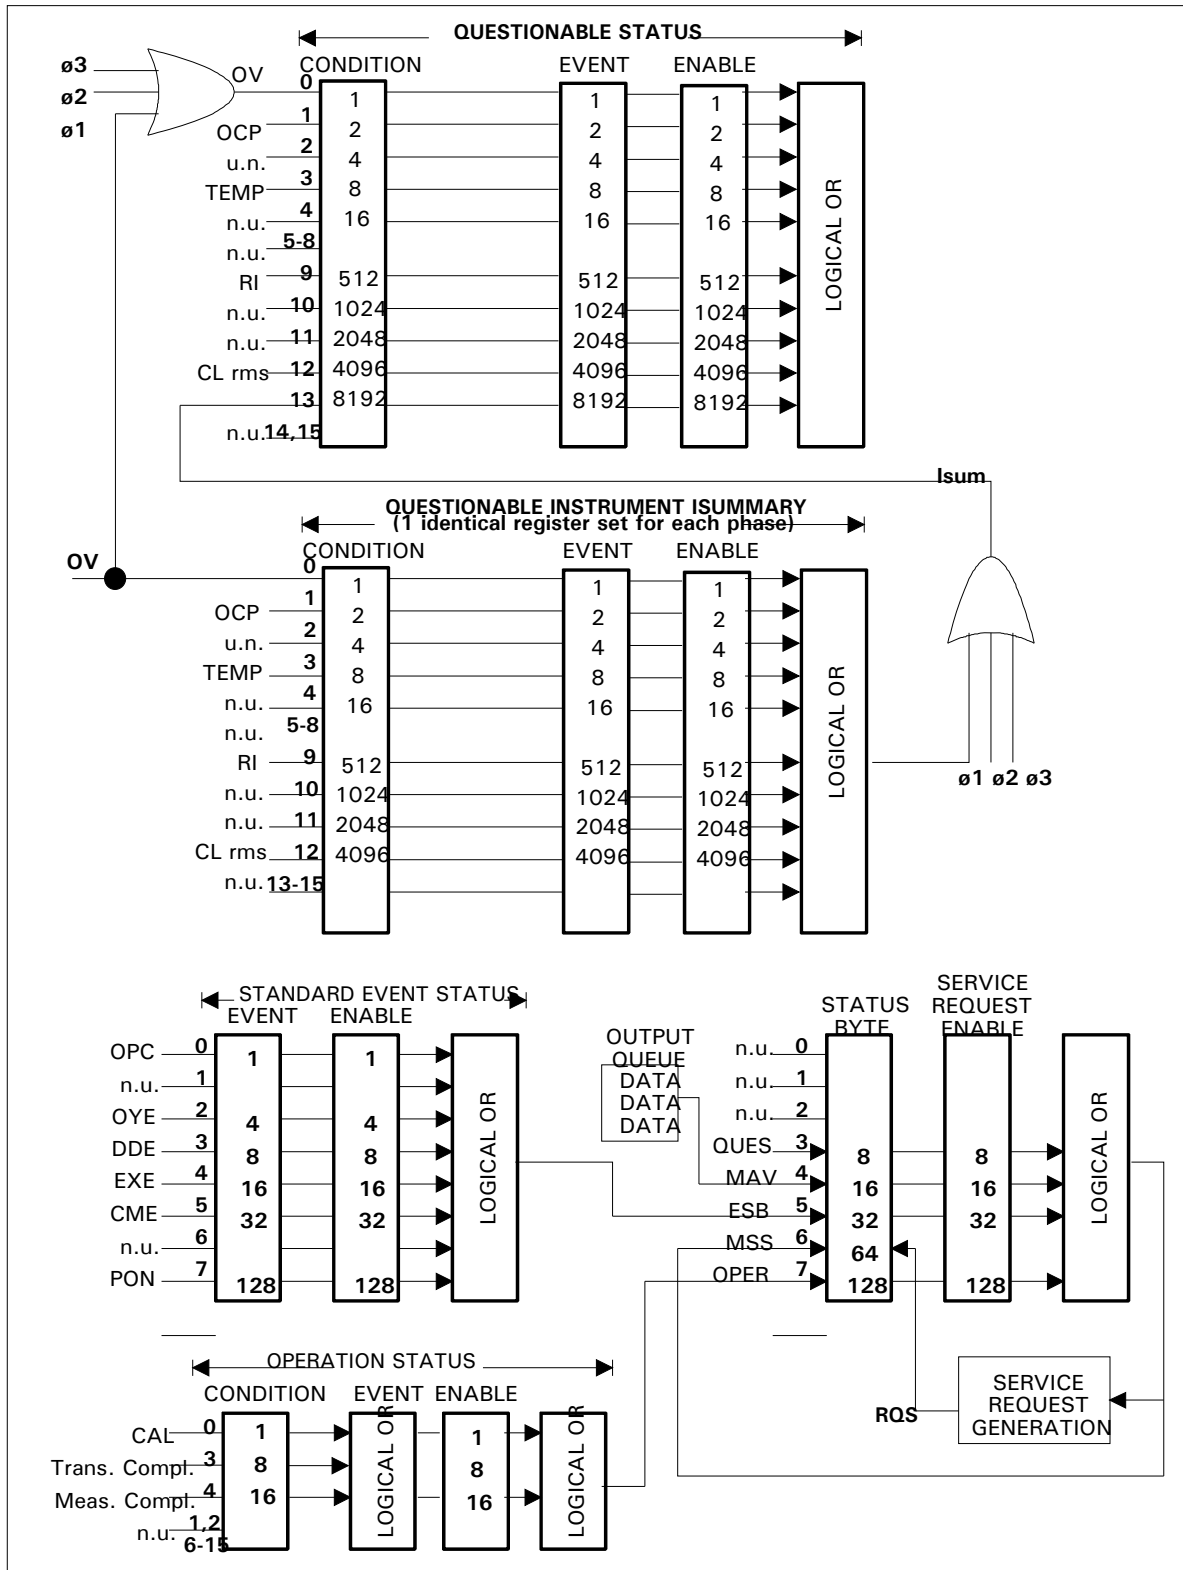 QUESTIONABLE STATUS
CONDITION EVENT ENABLE
ø3
ø2
ø1
OV 0 1 1 1
OCP 1 2 2 2
u.n. 2 4 4 4
TEMP 3 8 8 8
n.u. 4 16 16 16
n.u. 5-8
RI 9 512 512 512
n.u. 10 1024 1024 1024
n.u. 11 2048 2048 2048
CL rms 12 4096 4096 4096
13 8192 8192 8192
n.u. 14,15
LOGICAL OR
Isum
QUESTIONABLE INSTRUMENT ISUMMARY
(1 identical register set for each phase)
CONDITION EVENT ENABLE
OV 0 1 1 1
OCP 1 2 2 2
u.n. 2 4 4 4
TEMP 3 8 8 8
n.u. 4 16 16 16
n.u. 5-8
RI 9 512 512 512
n.u. 10 1024 1024 1024
n.u. 11 2048 2048 2048
CL rms 12 4096 4096 4096
n.u. 13-15
LOGICAL OR
ø1 ø2 ø3
STANDARD EVENT STATUS
EVENT ENABLE
OPC 0 1 1
n.u. 1
OYE 2 4 4
DDE 3 8 8
EXE 4 16 16
CME 5 32 32
n.u. 6
PON 7 128 128
LOGICAL OR
OUTPUT
QUEUE
DATA
DATA
DATA
STATUS
BYTE
SERVICE
REQUEST
ENABLE
n.u. 0
n.u. 1
n.u. 2
QUES 3 8 8
MAV 4 16 16
ESB 5 32 32
MSS 6 64
OPER 7 128 128
LOGICAL OR
SERVICE
REQUEST
GENERATION
RQS
OPERATION STATUS
CONDITION EVENT ENABLE
CAL 0 1 1
Trans. Compl. 3 8 8
Meas. Compl. 4 16 16
n.u. 1,2
6-15
LOGICAL OR
LOGICAL OR